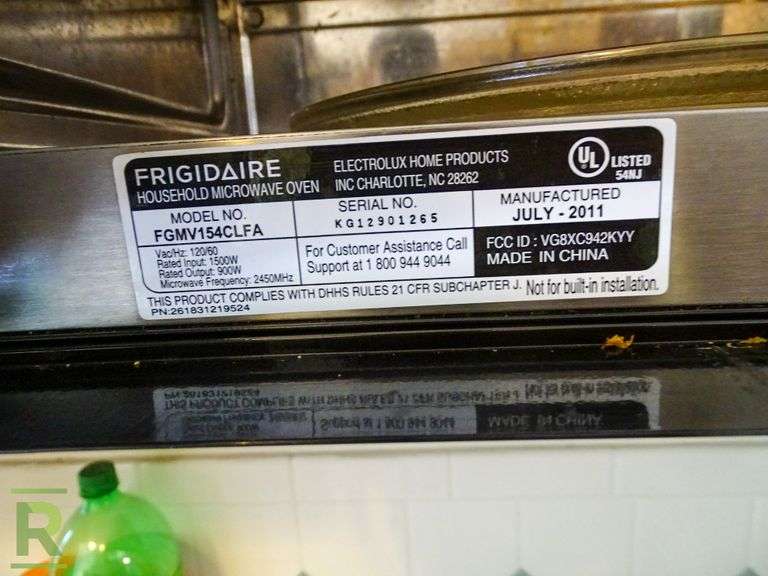 FRIGIDAIRE
HOUSEHOLD MICROWAVE OVEN
ELECTROLUX HOME PRODUCTS
INC CHARLOTTE, NC 28262
UL LISTED
54NJ
MODEL NO.
FGMV154CLFA
SERIAL NO.
KG12901265
MANUFACTURED
JULY - 2011
Vac/Hz: 120/60
Rated Input: 1500W
Rated Output: 900W
Microwave Frequency: 2450MHz
For Customer Assistance Call
Support at 1 800 944 9044
FCC ID : VG8XC942KYY
MADE IN CHINA
THIS PRODUCT COMPLIES WITH DHHS RULES 21 CFR SUBCHAPTER J. Not for built-in installation.
PN:261831219524
R